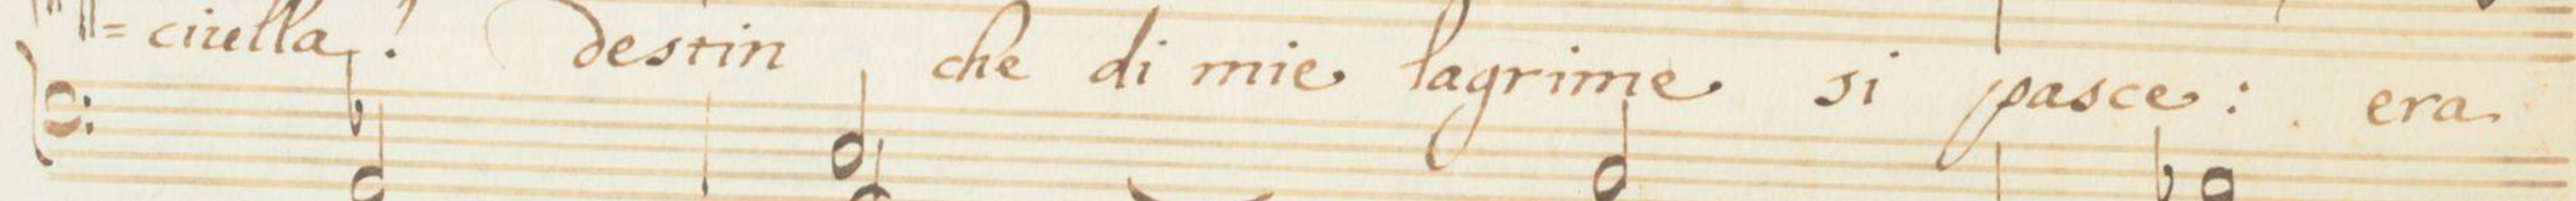 =ciulla! destin che di mie lagrime si pasce: era